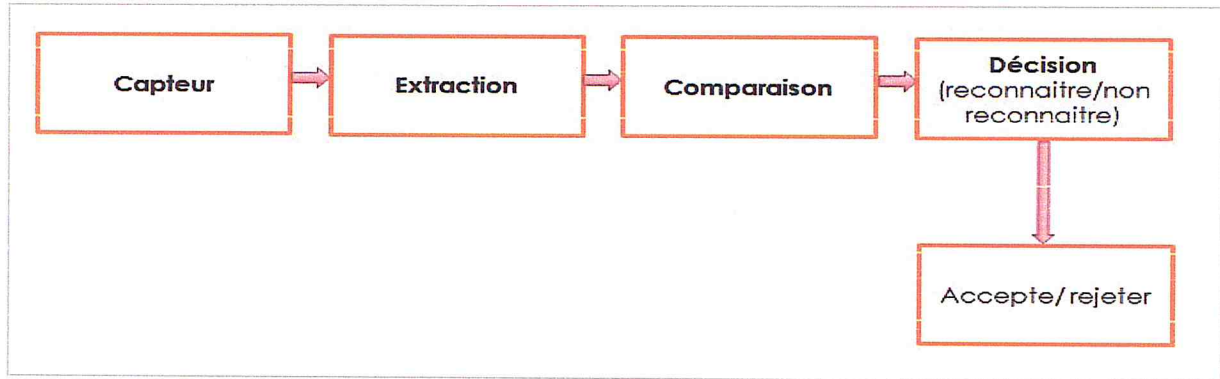 Capteur
Extraction
Comparaison
Décision
(reconnaitre/non
reconnaitre)
Accepte/rejeter